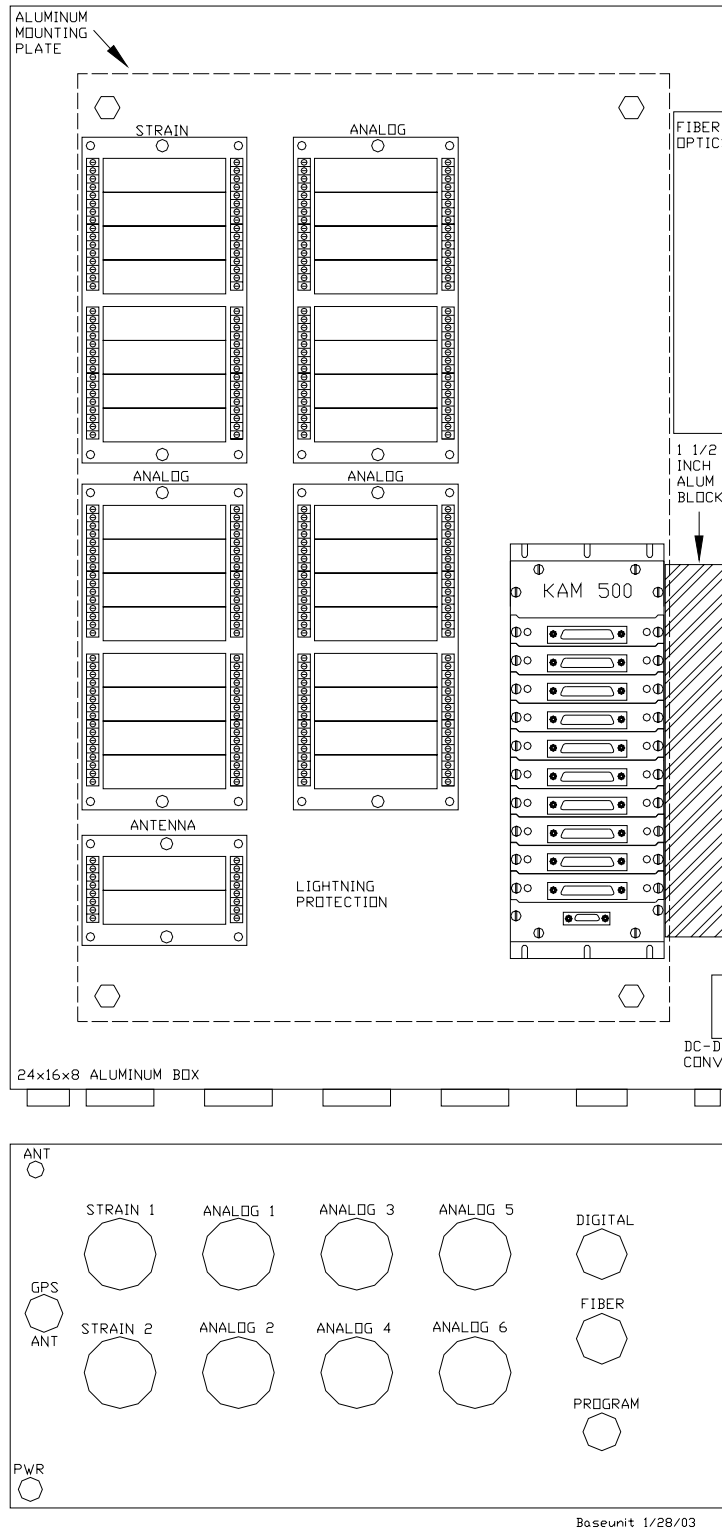 ALUMINUM
MOUNTING
PLATE
STRAIN
ANALOG
FIBER
OPTIC
ANALOG
ANALOG
1 1/2
INCH
ALUM
BLOCK
KAM 500
ANTENNA
LIGHTNING
PROTECTION
DC-D
CONV
24x16x8 ALUMINUM BOX
ANT
STRAIN 1
ANALOG 1
ANALOG 3
ANALOG 5
DIGITAL
GPS
ANT
FIBER
STRAIN 2
ANALOG 2
ANALOG 4
ANALOG 6
PROGRAM
PWR
Baseunit 1/28/03